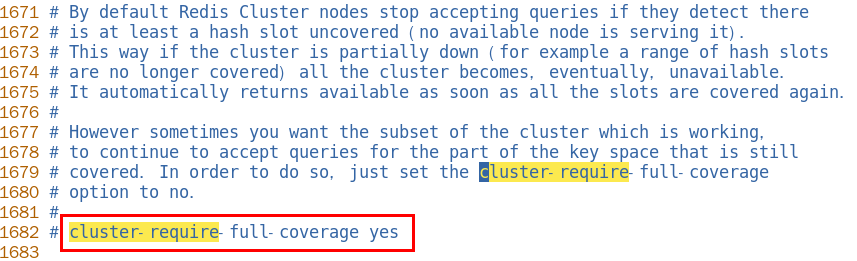 1671 # By default Redis Cluster nodes stop accepting queries if they detect there
1672 # is at least a hash slot uncovered (no available node is serving it).
1673 # This way if the cluster is partially down (for example a range of hash slots
1674 # are no longer covered) all the cluster becomes, eventually, unavailable.
1675 # It automatically returns available as soon as all the slots are covered again.
1676 #
1677 # However sometimes you want the subset of the cluster which is working,
1678 # to continue to accept queries for the part of the key space that is still
1679 # covered. In order to do so, just set the cluster-require-full-coverage
1680 # option to no.
1681 #
1682 # cluster-require-full-coverage yes
1683